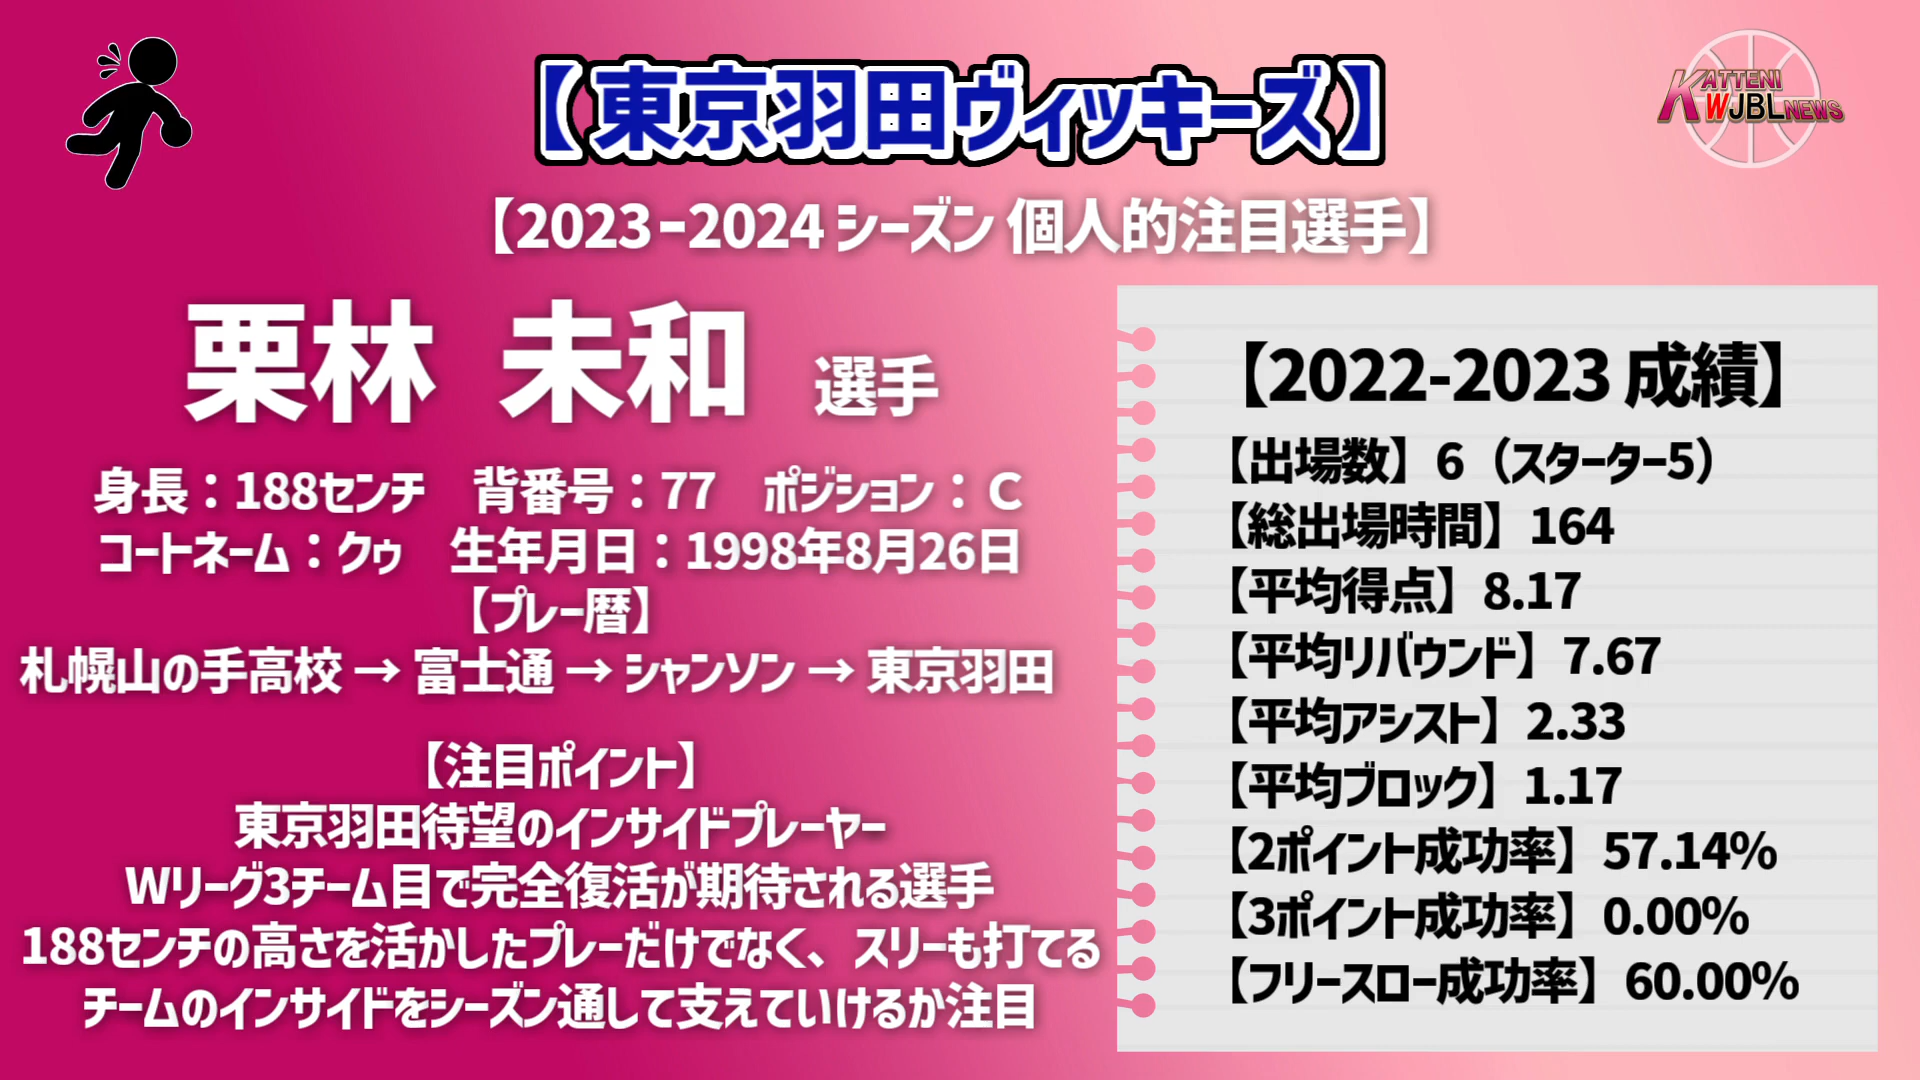 【東京羽田ヴィッキーズ】
KATTENI
WJBL NEWS
【2023-2024 シーズン 個人的注目選手】
栗林 未和 選手
身長：188センチ 背番号：77 ポジション：C
コートネーム：クゥ 生年月日：1998年8月26日
【プレー暦】
札幌山の手高校 → 富士通 → シャンソン → 東京羽田
【注目ポイント】
東京羽田待望のインサイドプレーヤー
Wリーグ3チーム目で完全復活が期待される選手
188センチの高さを活かしたプレーだけでなく、スリーも打てる
チームのインサイドをシーズン通して支えていけるか注目
【2022-2023 成績】
【出場数】6（スターター5）
【総出場時間】164
【平均得点】8.17
【平均リバウンド】7.67
【平均アシスト】2.33
【平均ブロック】1.17
【2ポイント成功率】57.14%
【3ポイント成功率】0.00%
【フリースロー成功率】60.00%